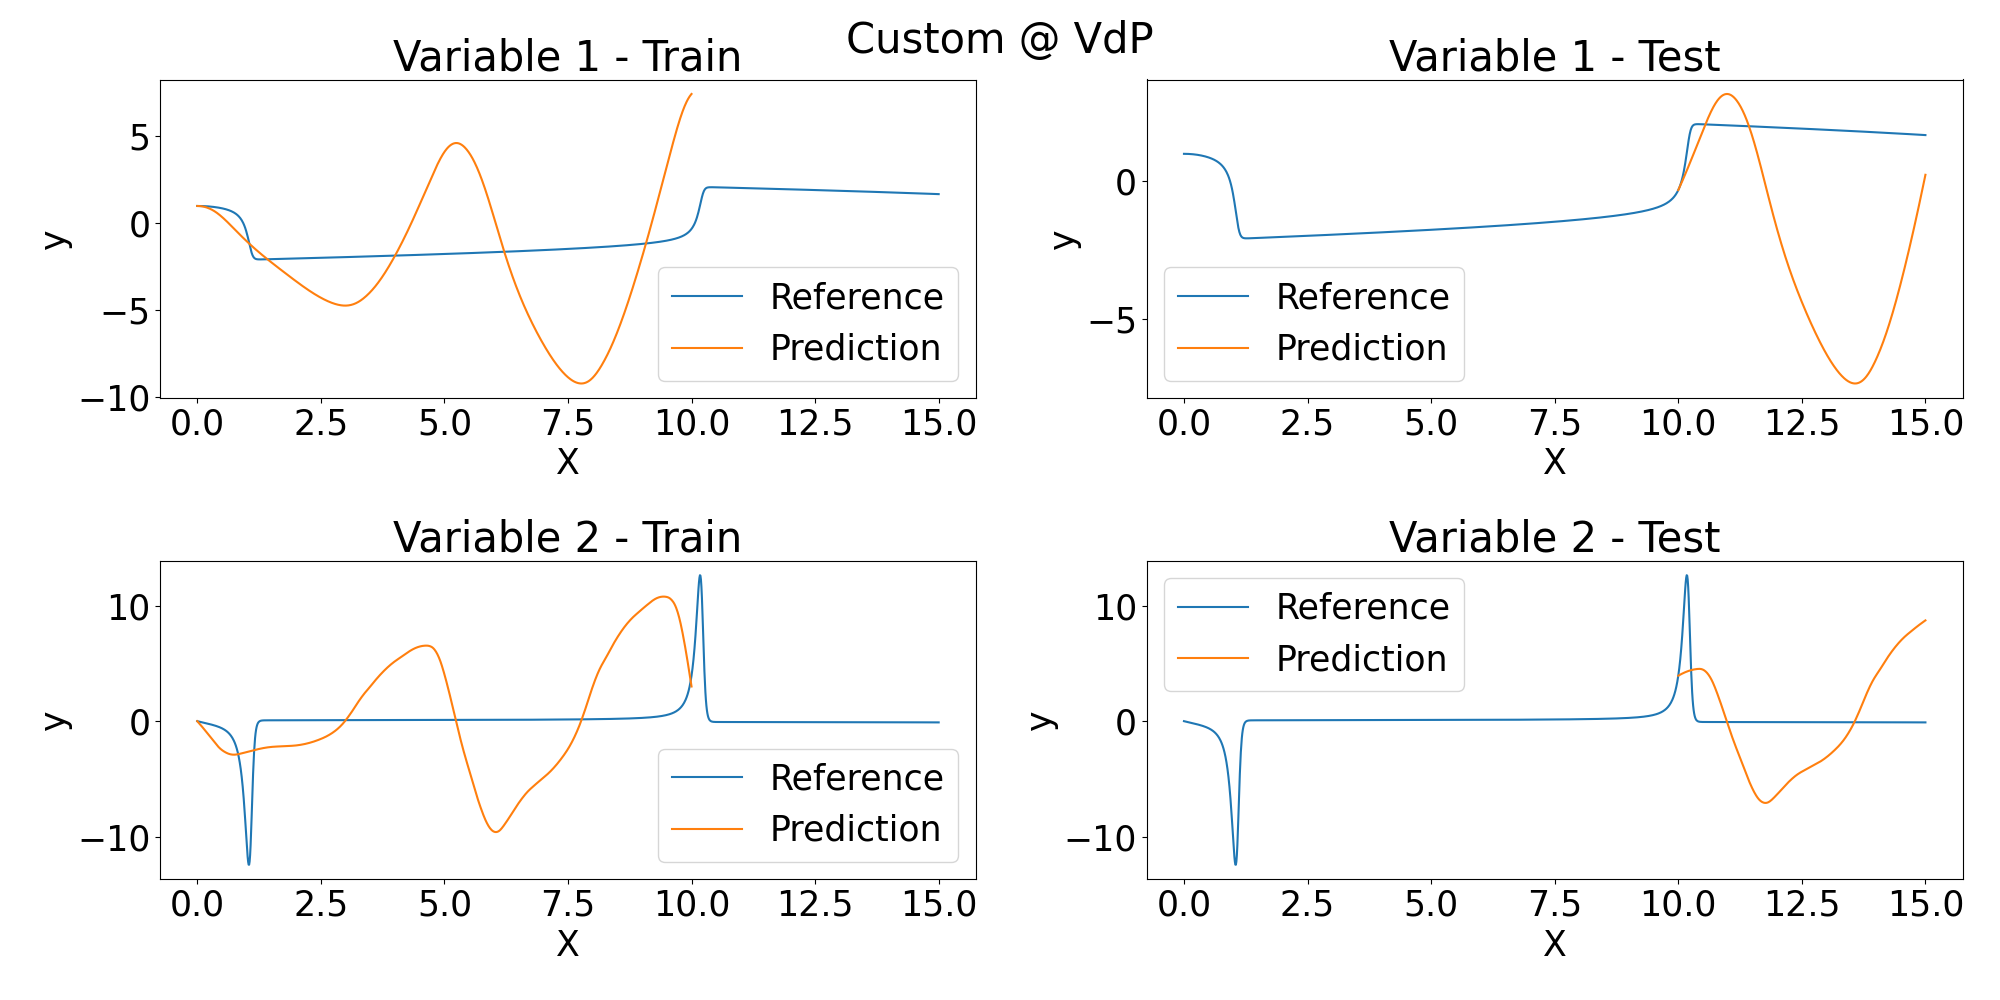 Custom @ VdP
Variable 1 - Train
y
5
0
−5
−10
0.0 2.5 5.0 7.5 10.0 12.5 15.0
X
Reference
Prediction
Variable 1 - Test
y
0
−5
0.0 2.5 5.0 7.5 10.0 12.5 15.0
X
Reference
Prediction
Variable 2 - Train
y
10
0
−10
0.0 2.5 5.0 7.5 10.0 12.5 15.0
X
Reference
Prediction
Variable 2 - Test
y
10
0
−10
0.0 2.5 5.0 7.5 10.0 12.5 15.0
X
Reference
Prediction